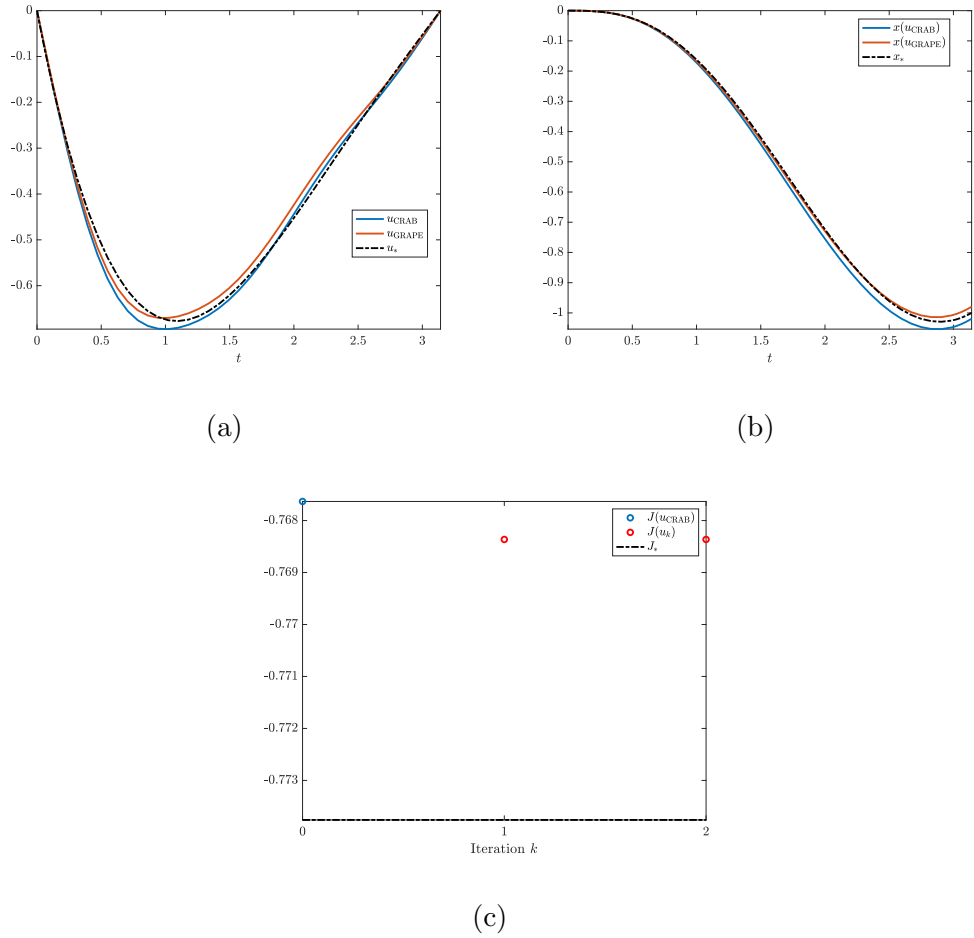 0
-0.1
-0.2
-0.3
-0.4
-0.5
-0.6
0 0.5 1 1.5 2 2.5 3
t
u_CRAB
u_GRAPE
u_*
(a)
0
-0.1
-0.2
-0.3
-0.4
-0.5
-0.6
-0.7
-0.8
-0.9
-1
0 0.5 1 1.5 2 2.5 3
t
x(u_CRAB)
x(u_GRAPE)
x_*
(b)
-0.768
-0.769
-0.77
-0.771
-0.772
-0.773
0 1 2
Iteration k
J(u_CRAB)
J(u_k)
J_*
(c)